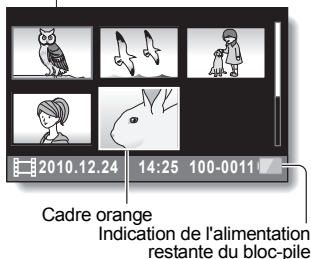 2010.12.24 14:25 100-0011
Cadre orange
Indication de l'alimentation
restante du bloc-pile